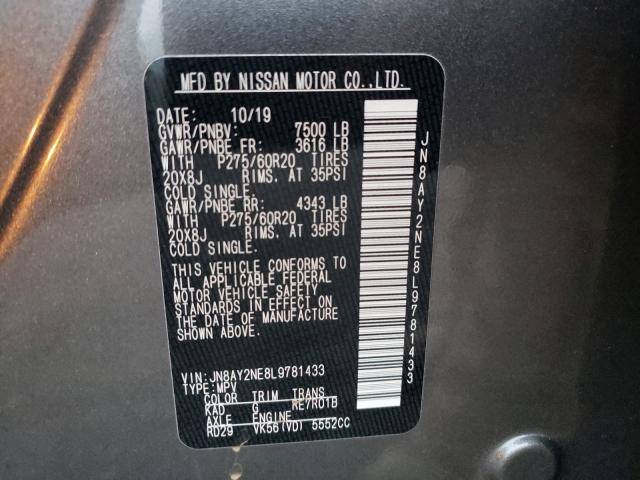 MFD BY NISSAN MOTOR CO.,LTD.
DATE: 10/19
GVWR/PNBV: 7500 LB
GAWR/PNBE FR: 3616 LB
WITH P275/60R20 TIRES
20X8J RIMS. AT 35PSI
COLD SINGLE.
GAWR/PNBE RR: 4343 LB
WITH P275/60R20 TIRES
20X8J RIMS. AT 35PSI
COLD SINGLE.
THIS VEHICLE CONFORMS TO
ALL APPLICABLE FEDERAL
MOTOR VEHICLE SAFETY
STANDARDS IN EFFECT ON
THE DATE OF MANUFACTURE
SHOWN ABOVE.
VIN: JN8AY2NE8L9781433
TYPE: MPV
COLOR TRIM TRANS
KAD G RE7R01B
AXLE ENGINE
RD29 VK56(VD) 5552CC
JN8AY2NE8L9781433